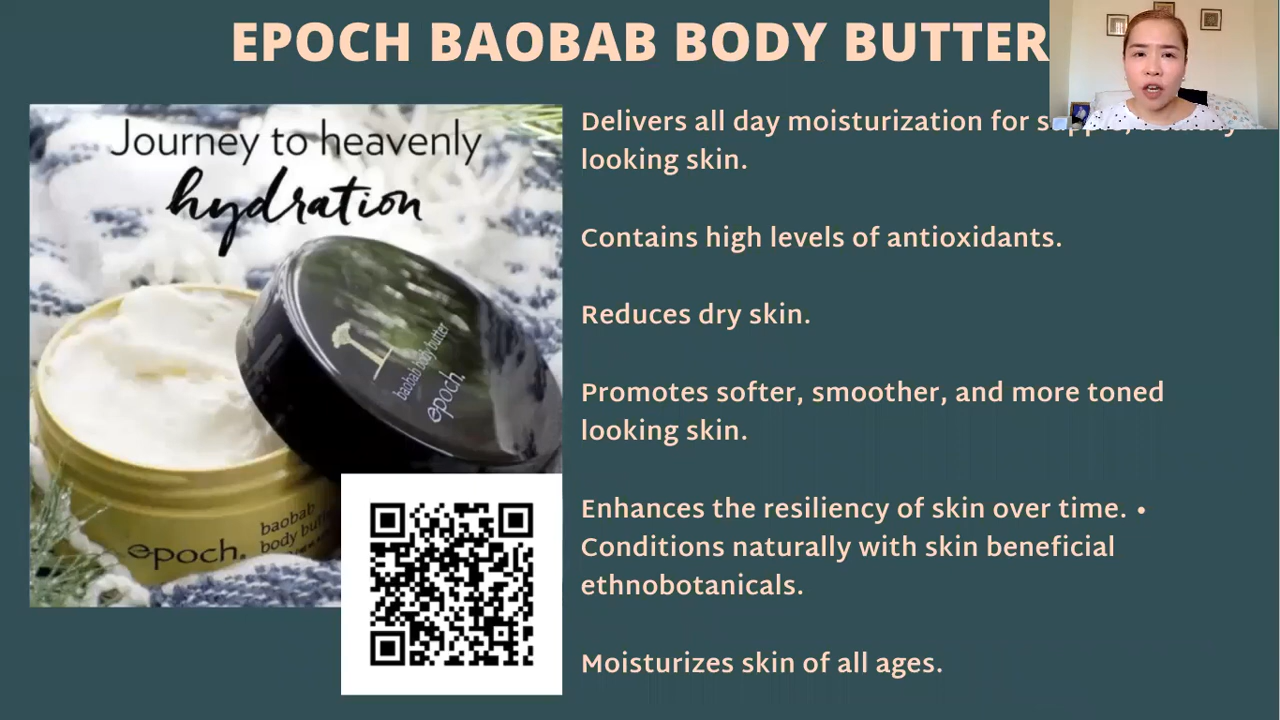 EPOCH BAOBAB BODY BUTTER
Journey to heavenly
hydration
baobab body butter
epoch.
baobab
body
epoch.
Delivers all day moisturization for
looking skin.
Contains high levels of antioxidants.
Reduces dry skin.
Promotes softer, smoother, and more toned
looking skin.
Enhances the resiliency of skin over time. •
Conditions naturally with skin beneficial
ethnobotanicals.
Moisturizes skin of all ages.